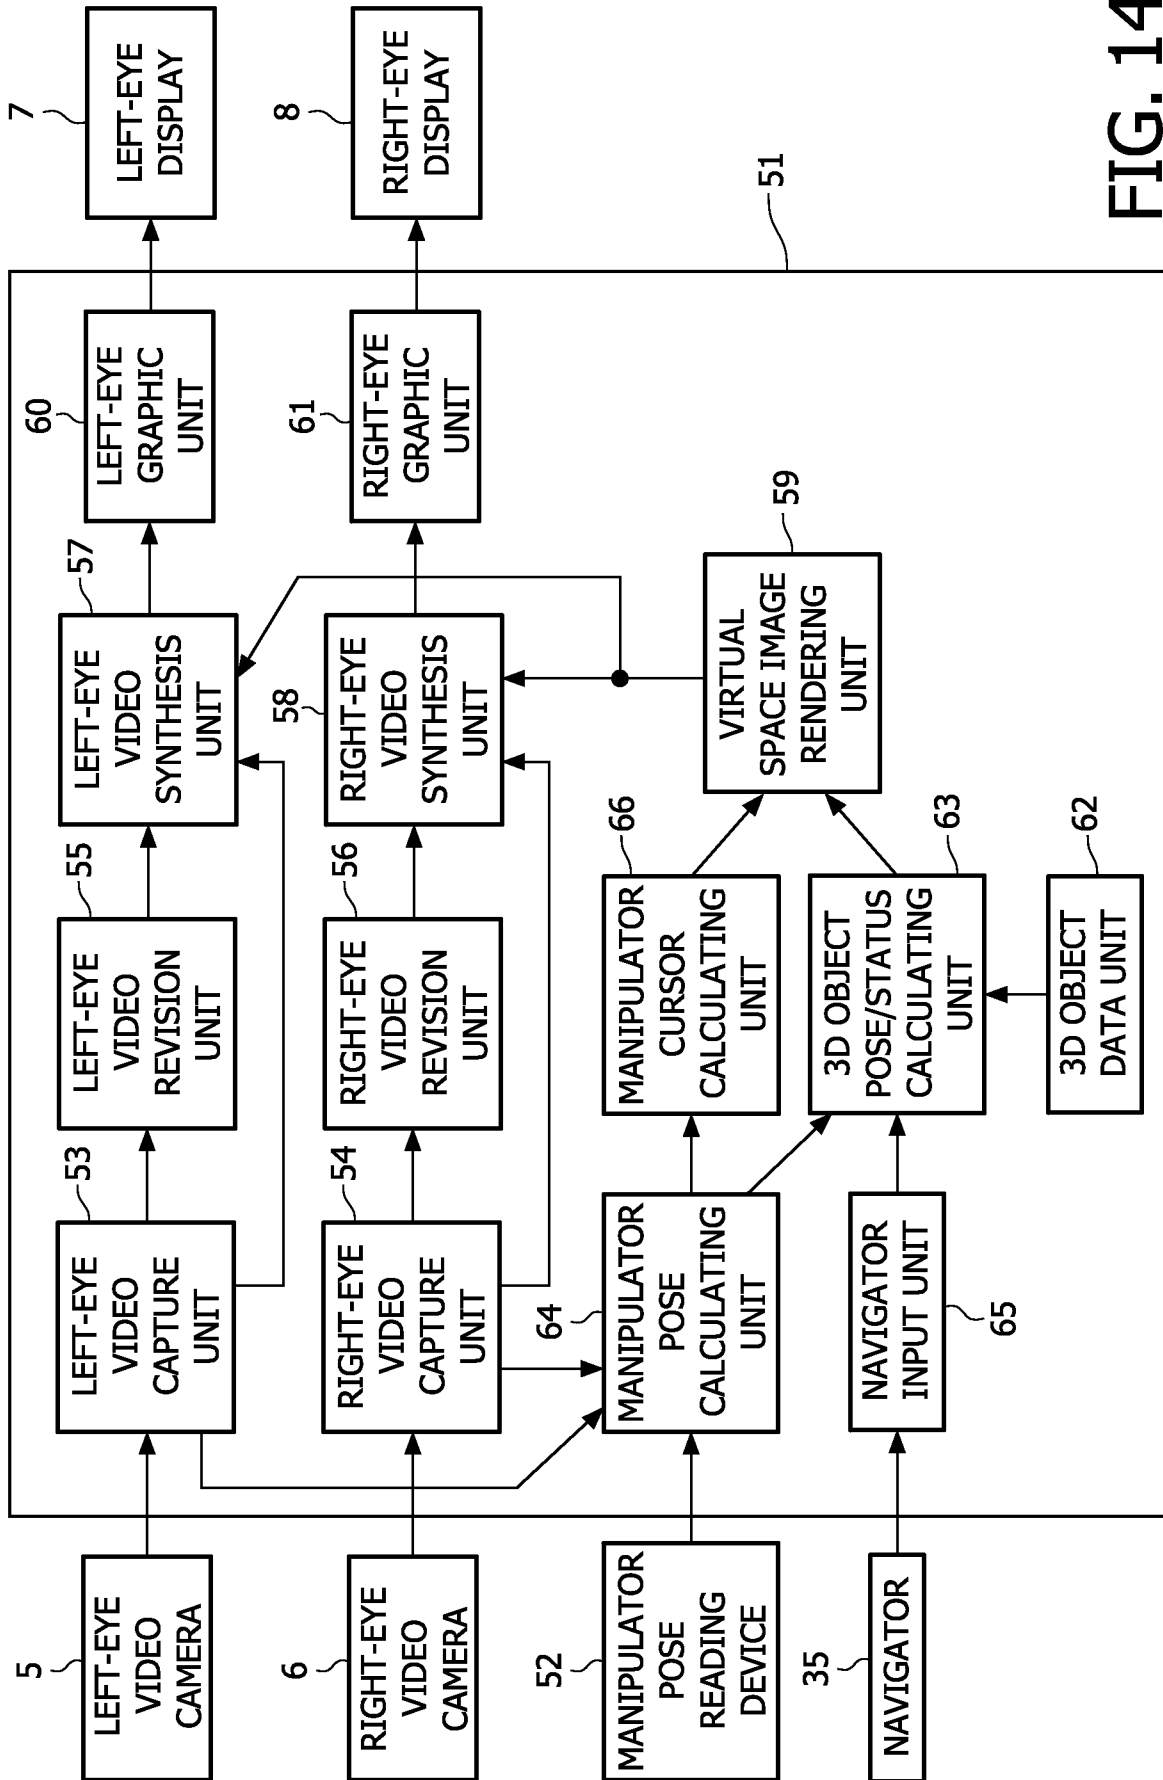 5
LEFT-EYE
VIDEO
CAMERA
53
LEFT-EYE
VIDEO
CAPTURE
UNIT
55
LEFT-EYE
VIDEO
REVISION
UNIT
57
LEFT-EYE
VIDEO
SYNTHESIS
UNIT
60
LEFT-EYE
GRAPHIC
UNIT
7
LEFT-EYE
DISPLAY
6
RIGHT-EYE
VIDEO
CAMERA
54
RIGHT-EYE
VIDEO
CAPTURE
UNIT
56
RIGHT-EYE
VIDEO
REVISION
UNIT
58
RIGHT-EYE
VIDEO
SYNTHESIS
UNIT
61
RIGHT-EYE
GRAPHIC
UNIT
8
RIGHT-EYE
DISPLAY
52
MANIPULATOR
POSE
READING
DEVICE
64
MANIPULATOR
POSE
CALCULATING
UNIT
66
MANIPULATOR
CURSOR
CALCULATING
UNIT
59
VIRTUAL
SPACE IMAGE
RENDERING
UNIT
51
35
NAVIGATOR
65
NAVIGATOR
INPUT UNIT
63
3D OBJECT
POSE/STATUS
CALCULATING
UNIT
62
3D OBJECT
DATA UNIT
FIG. 14